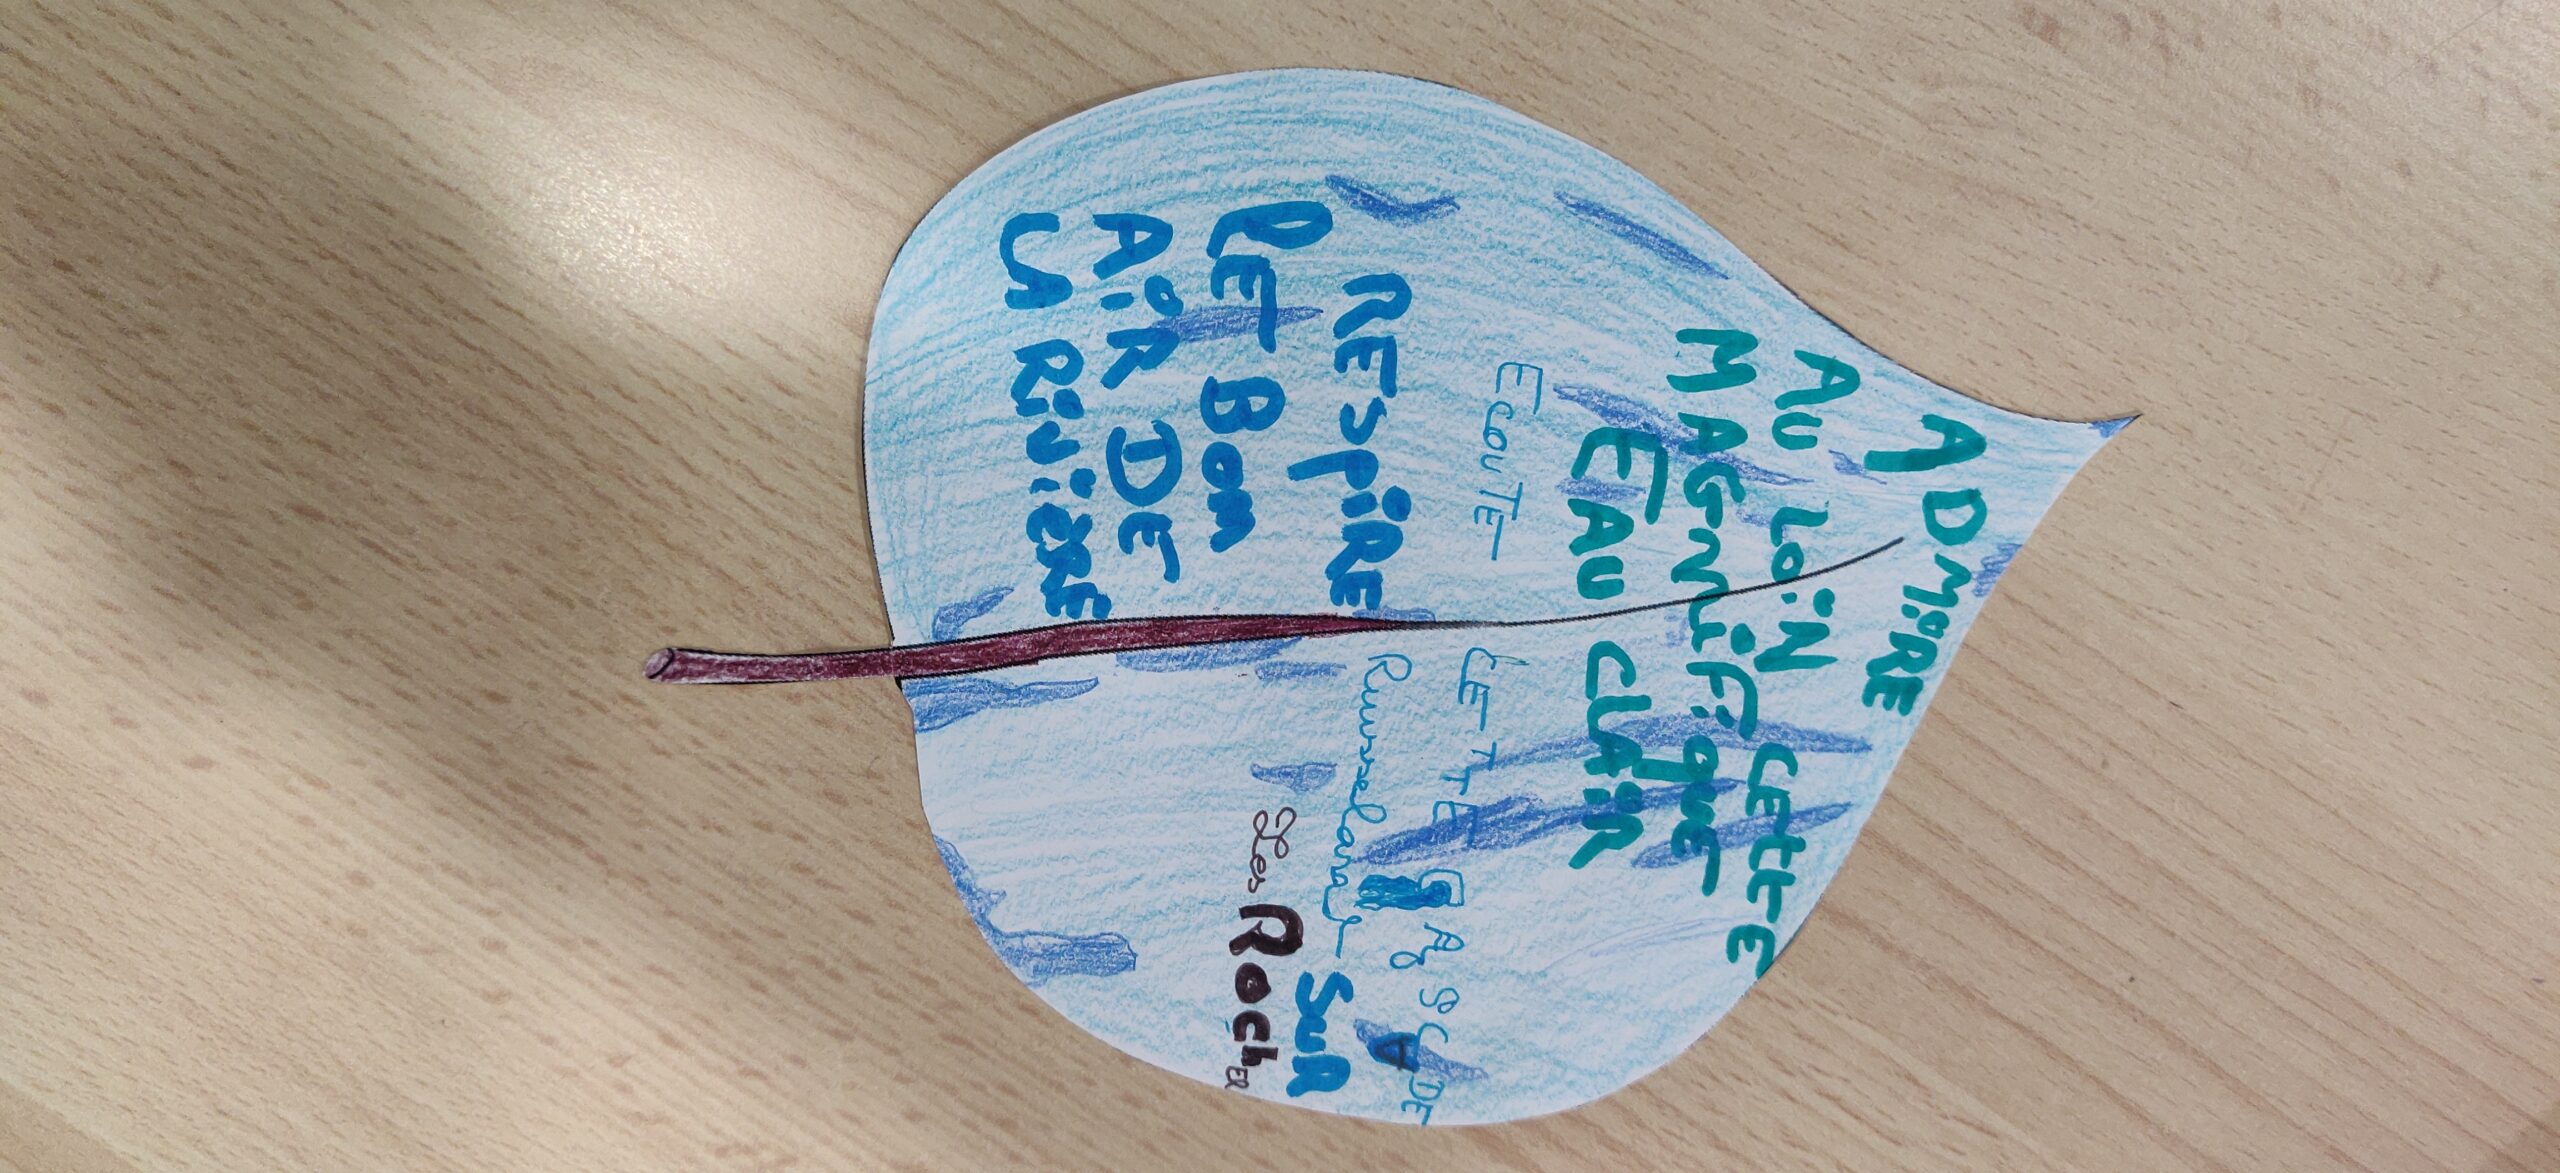 ADMiRE
AU LOiN CETTE
MAGNiFiQUE
EAU CLAiR
ECOUTE CETTE CASCADE
Ruisselant SUR
Les ROCHER
RESPiRE
CET BON
AiR DE
LA RiViERE